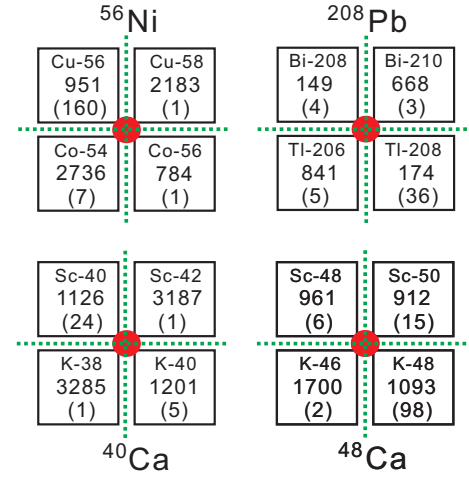 ⁵⁶Ni
Cu-56
951
(160)
Cu-58
2183
(1)
Co-54
2736
(7)
Co-56
784
(1)
²⁰⁸Pb
Bi-208
149
(4)
Bi-210
668
(3)
Tl-206
841
(5)
Tl-208
174
(36)
Sc-40
1126
(24)
Sc-42
3187
(1)
K-38
3285
(1)
K-40
1201
(5)
⁴⁰Ca
Sc-48
961
(6)
Sc-50
912
(15)
K-46
1700
(2)
K-48
1093
(98)
⁴⁸Ca